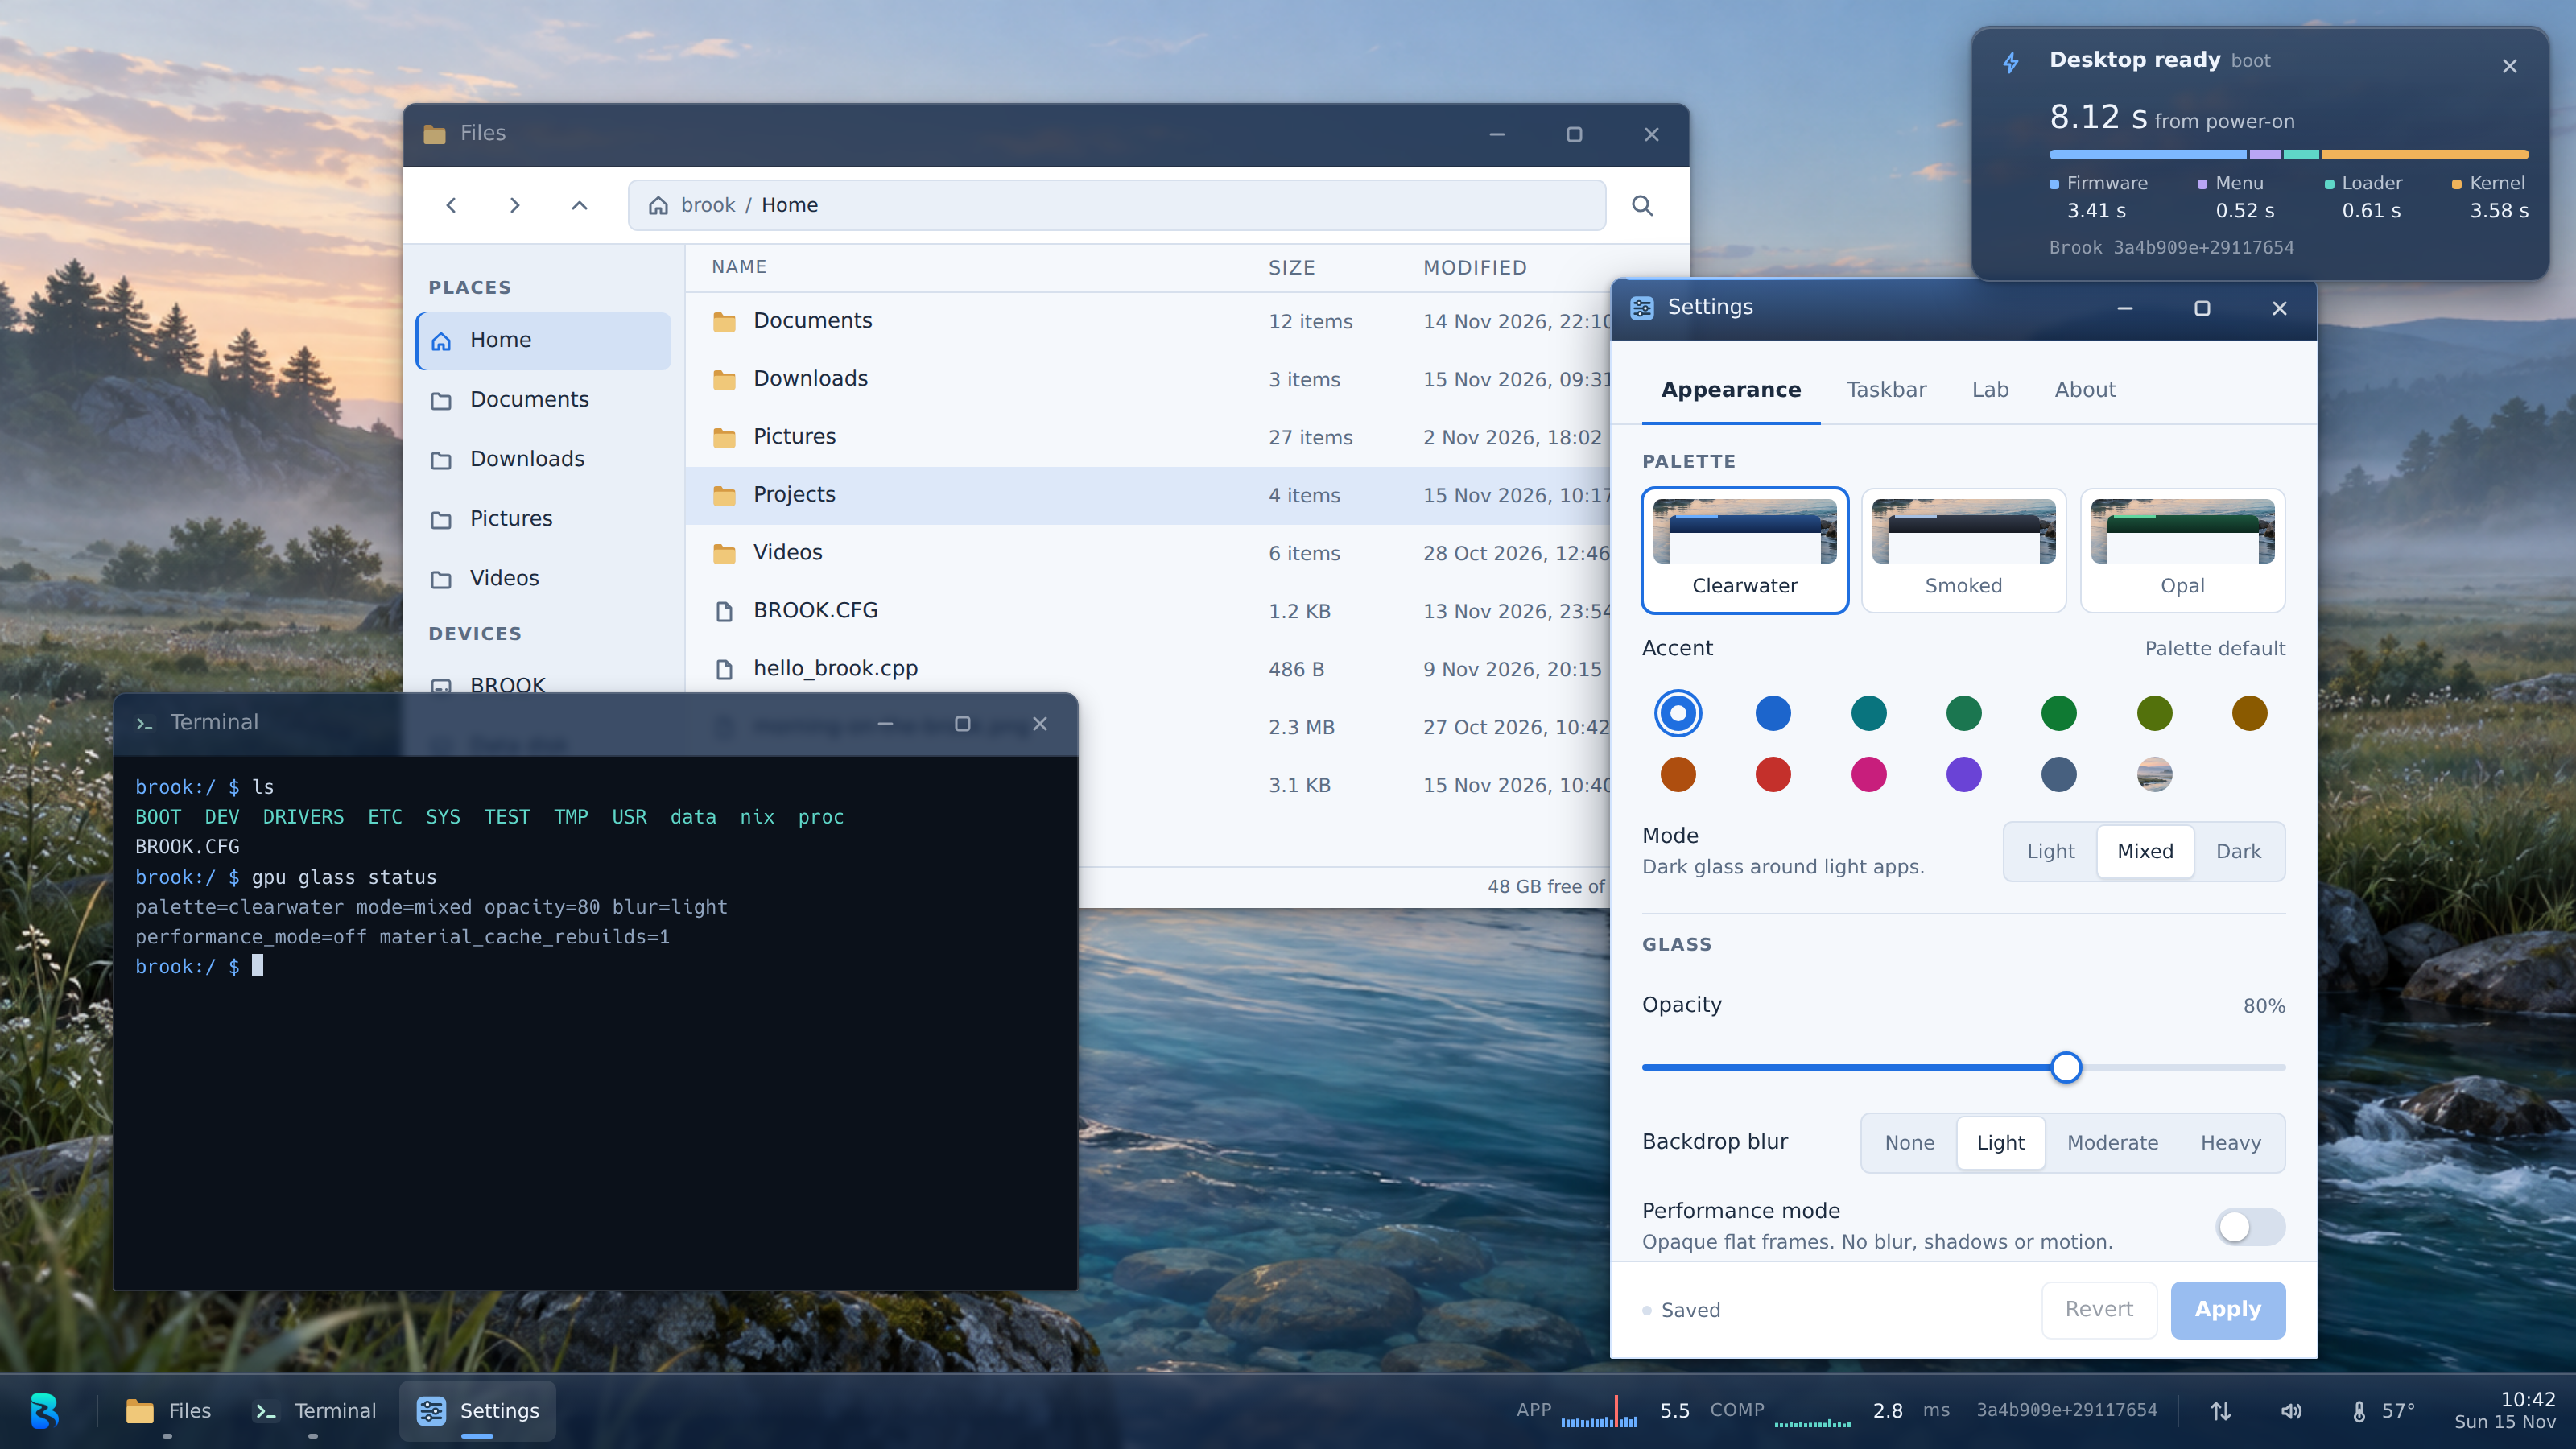 Desktop ready boot
8.12 s from power-on
Firmware Menu Loader Kernel
3.41 s 0.52 s 0.61 s 3.58 s
Brook 3a4b909e+29117654
Files
brook / Home
PLACES
Home
Documents
Downloads
Pictures
Videos
DEVICES
BROOK
NAME SIZE MODIFIED
Documents 12 items 14 Nov 2026, 22:10
Downloads 3 items 15 Nov 2026, 09:31
Pictures 27 items 2 Nov 2026, 18:02
Projects 4 items 15 Nov 2026, 10:17
Videos 6 items 28 Oct 2026, 12:46
BROOK.CFG 1.2 KB 13 Nov 2026, 23:54
hello_brook.cpp 486 B 9 Nov 2026, 20:15
2.3 MB 27 Oct 2026, 10:42
3.1 KB 15 Nov 2026, 10:40
48 GB free of
Terminal
brook:/ $ ls
BOOT DEV DRIVERS ETC SYS TEST TMP USR data nix proc
BROOK.CFG
brook:/ $ gpu glass status
palette=clearwater mode=mixed opacity=80 blur=light
performance_mode=off material_cache_rebuilds=1
brook:/ $
Settings
Appearance Taskbar Lab About
PALETTE
Clearwater Smoked Opal
Accent Palette default
Mode
Dark glass around light apps.
Light Mixed Dark
GLASS
Opacity 80%
Backdrop blur None Light Moderate Heavy
Performance mode
Opaque flat frames. No blur, shadows or motion.
Saved Revert Apply
Files Terminal Settings
APP 5.5 COMP 2.8 ms 3a4b909e+29117654 57° 10:42
Sun 15 Nov